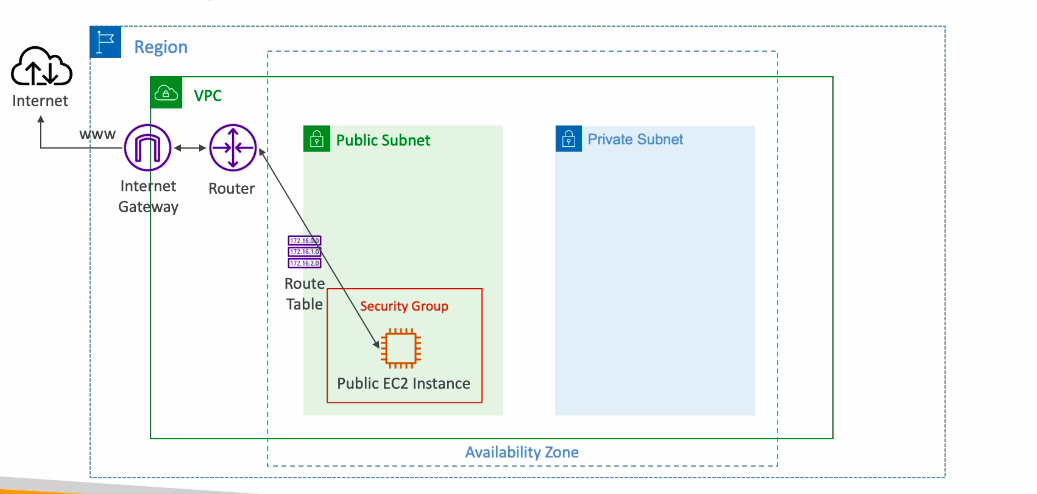 Region
Internet
VPC
www
Public Subnet
Private Subnet
Internet
Gateway
Router
172.16.0.0
172.16.1.0
172.16.2.0
Route
Table
Security Group
Public EC2 Instance
Availability Zone